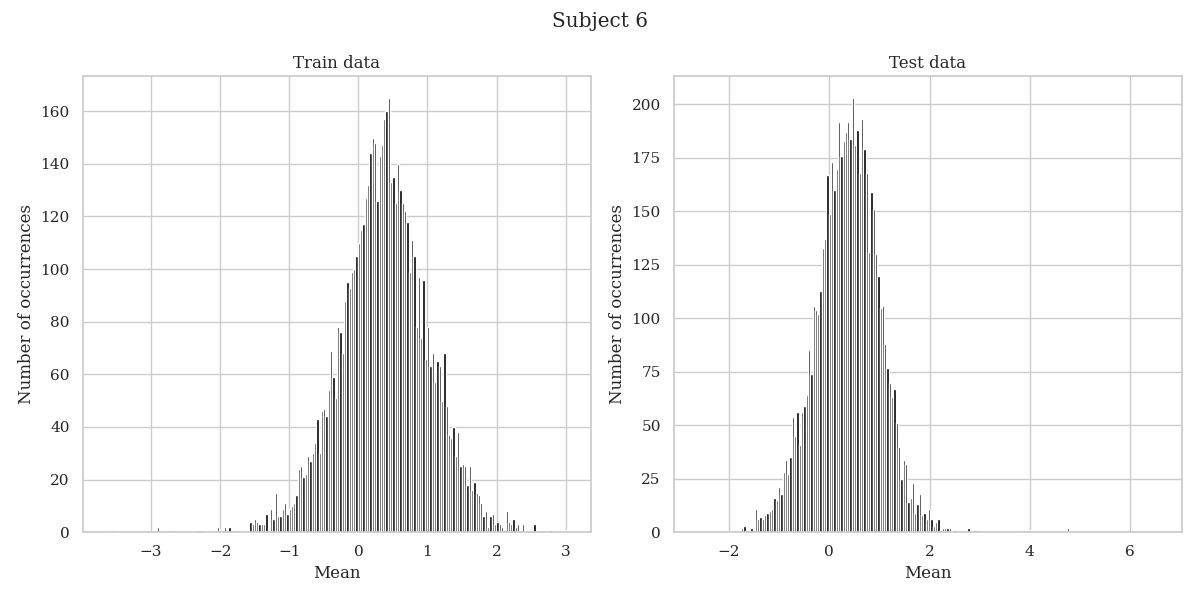 Subject 6
Train data
Number of occurrences
160
140
120
100
80
60
40
20
0
−3 −2 −1 0 1 2 3
Mean
Test data
Number of occurrences
200
175
150
125
100
75
50
25
0
−2 0 2 4 6
Mean